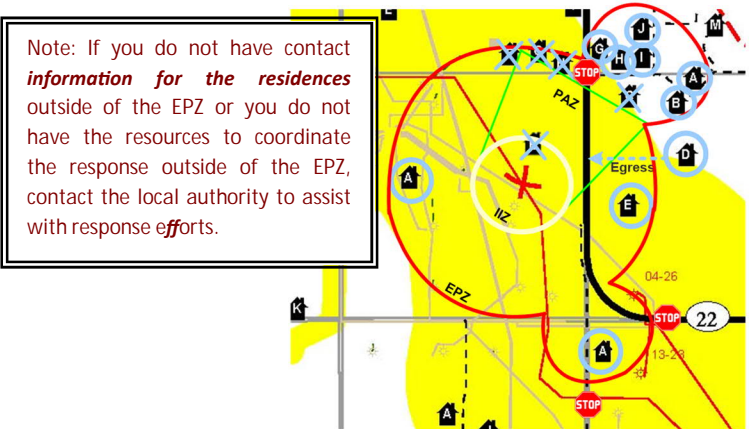 Note: If you do not have contact
information for the residences
outside of the EPZ or you do not
have the resources to coordinate
the response outside of the EPZ,
contact the local authority to assist
with response efforts.
J
M
G
H
I
STOP
A
B
PAZ
D
Egress
A
E
IIZ
04-26
EPZ
K
STOP
22
A
13-23
STOP
A